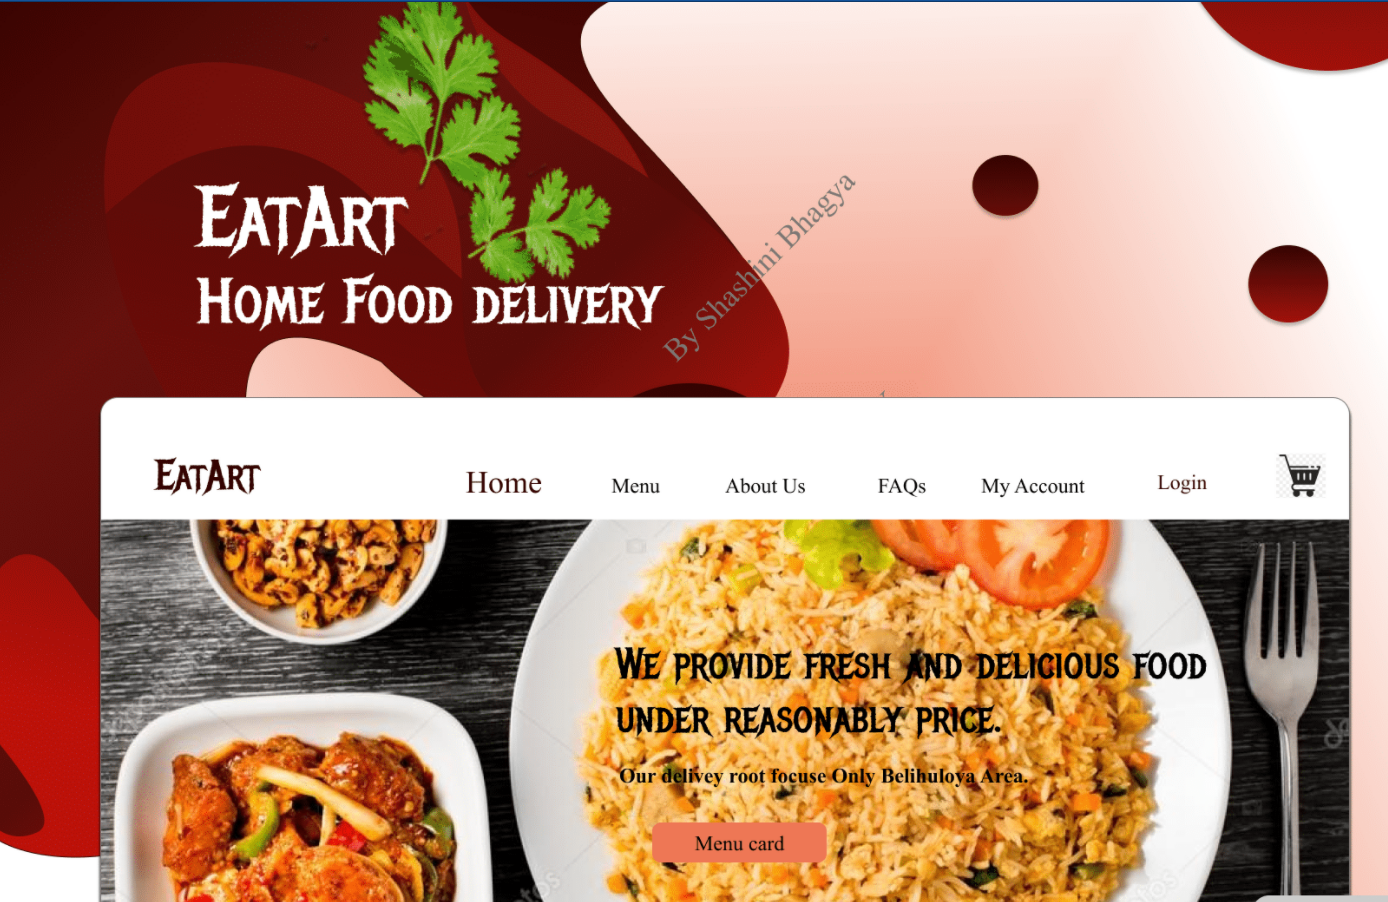 EatArt
Home Food delivery
By Shashini Bhagya
EatArt
Home
Menu
About Us
FAQs
My Account
Login
We provide fresh and delicious food
under reasonably price.
Our delivey root focuse Only Belihuloya Area.
Menu card